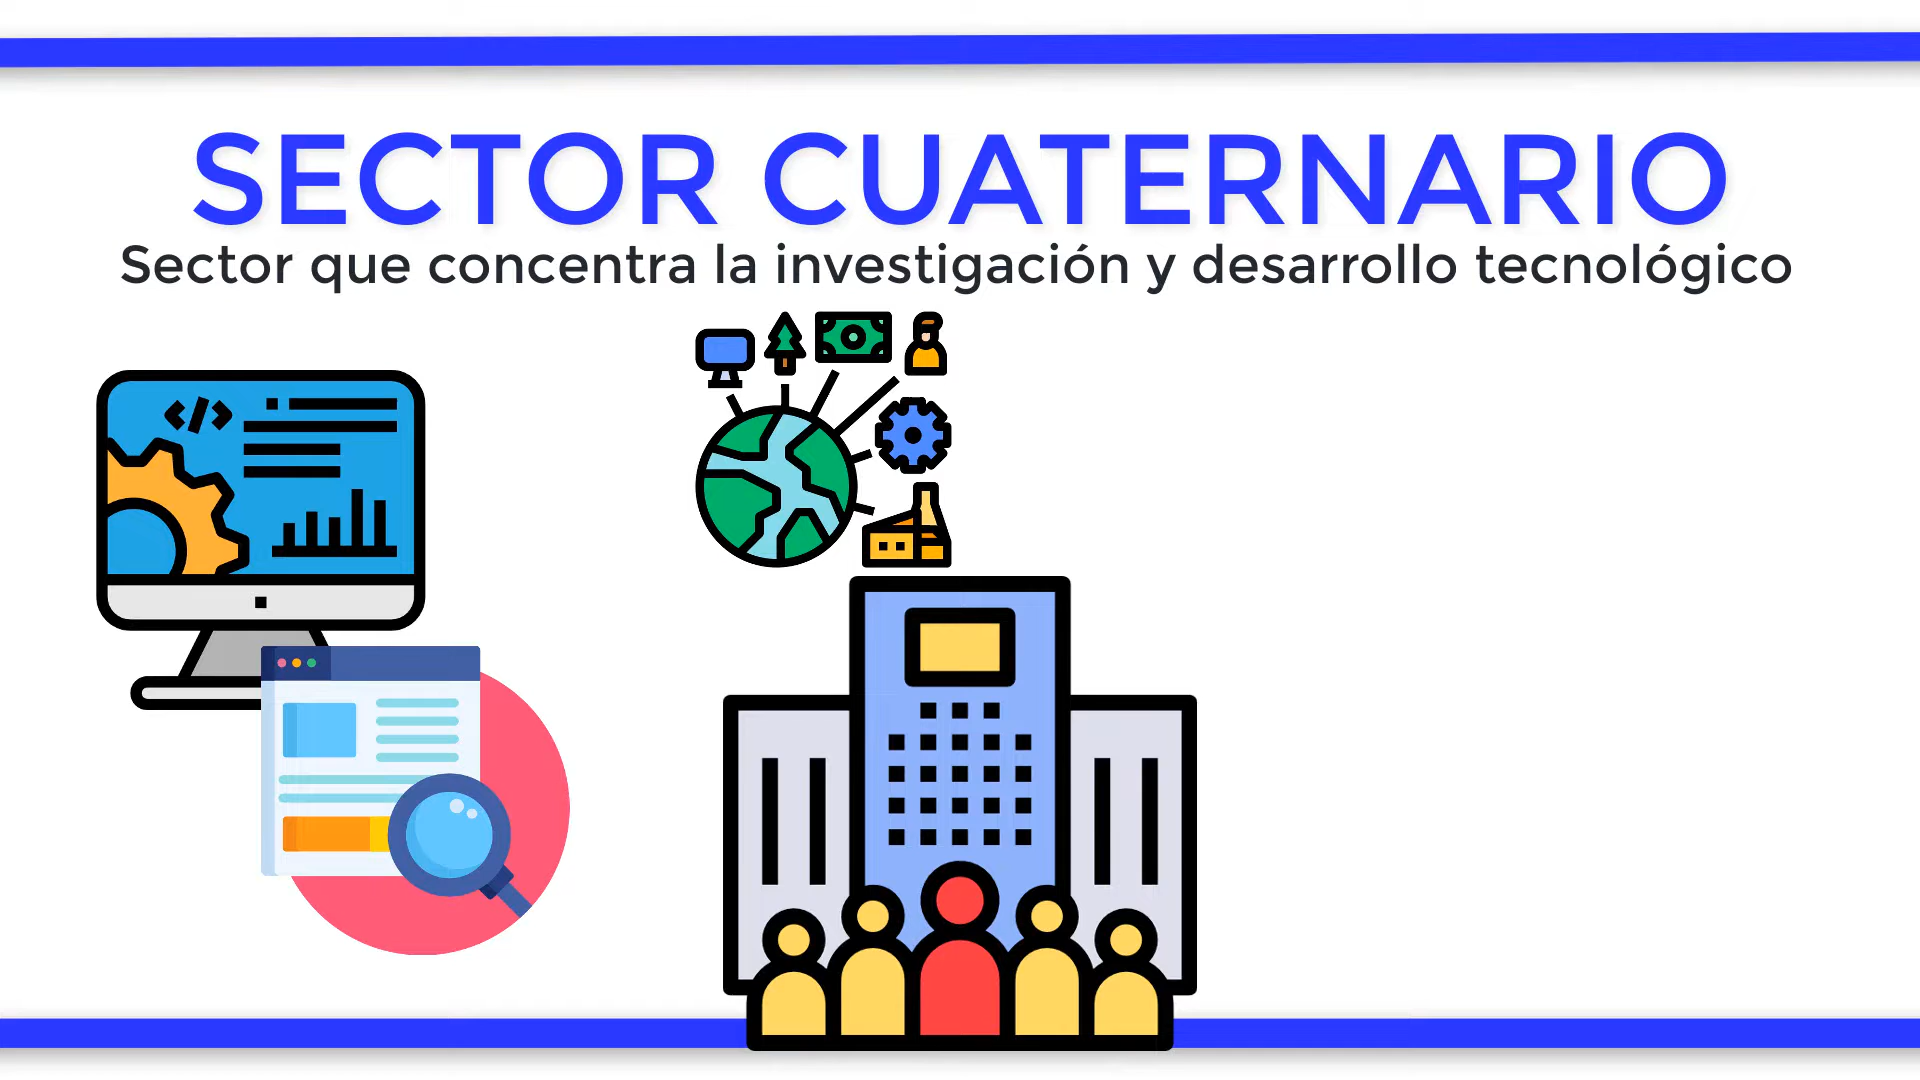 SECTOR CUATERNARIO
Sector que concentra la investigación y desarrollo tecnológico